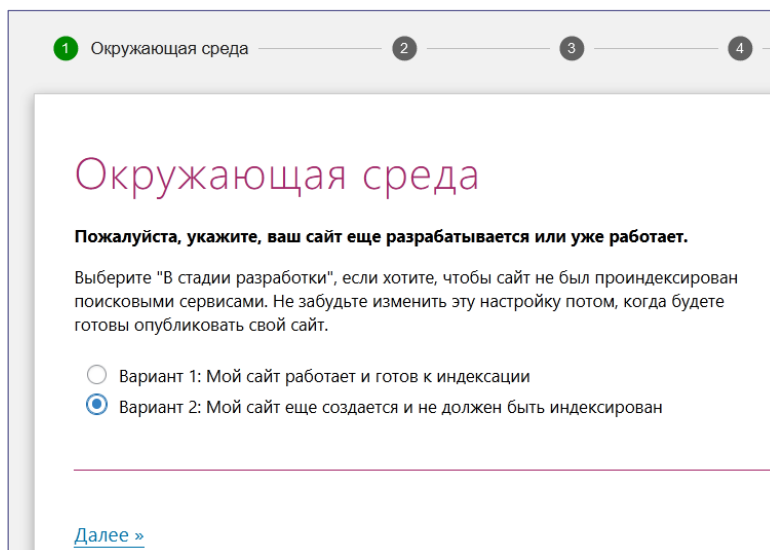 1 Окружающая среда 2 3 4
Окружающая среда
Пожалуйста, укажите, ваш сайт еще разрабатывается или уже работает.
Выберите "В стадии разработки", если хотите, чтобы сайт не был проиндексирован
поисковыми сервисами. Не забудьте изменить эту настройку потом, когда будете
готовы опубликовать свой сайт.
Вариант 1: Мой сайт работает и готов к индексации
Вариант 2: Мой сайт еще создается и не должен быть индексирован
Далее »